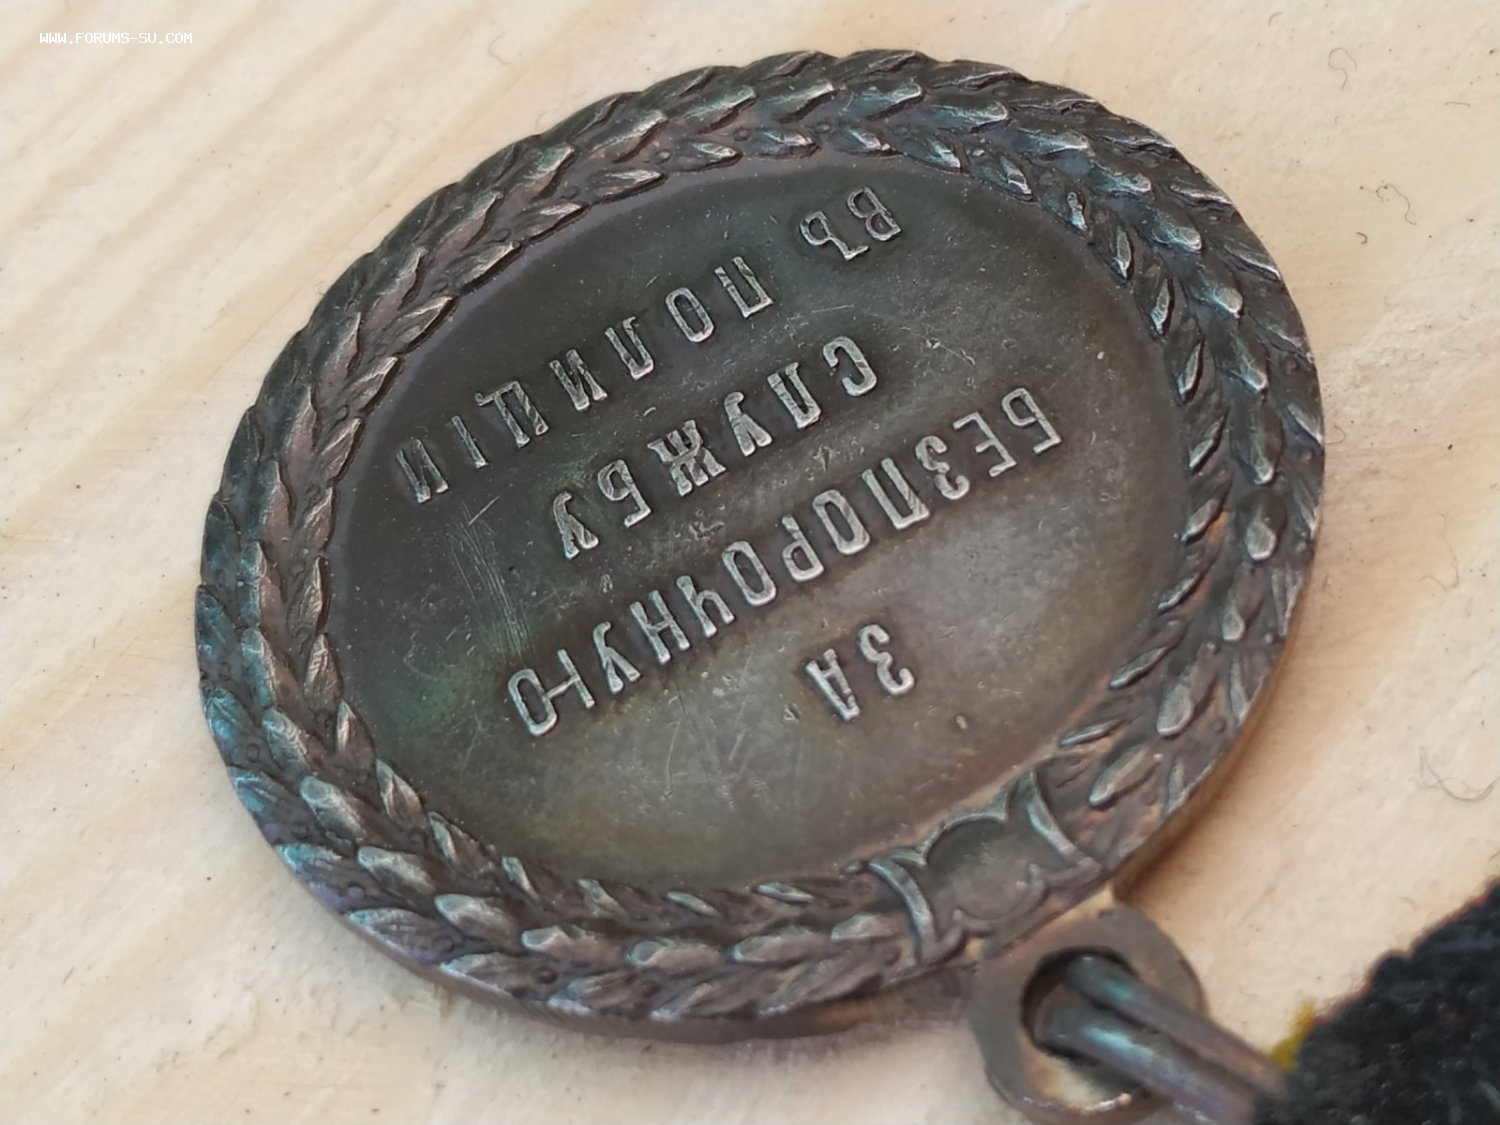 WWW.FORUMS-SU.COM
ЗА
БЕЗПОРОЧНУЮ
СЛУЖБУ
ВЪ ПОЛИЦІИ